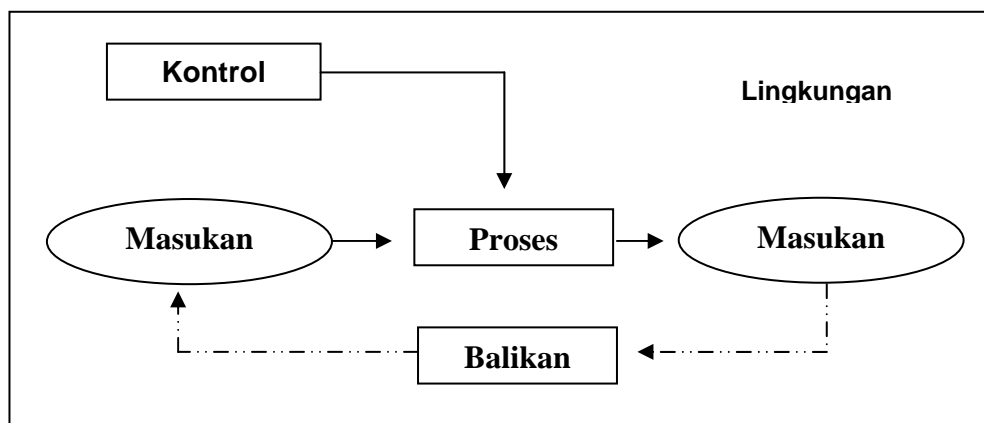 Kontrol
Lingkungan
Masukan
Proses
Masukan
Balikan